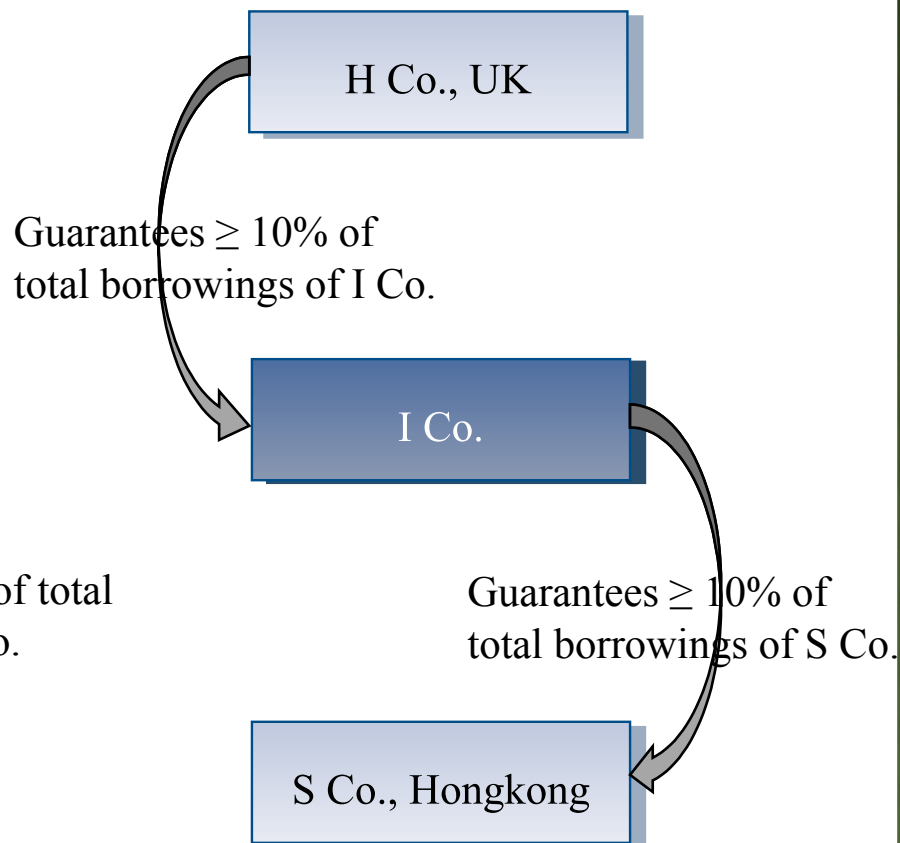 H Co., UK
Guarantees ≥ 10% of
total borrowings of I Co.
I Co.
of total
o.
Guarantees ≥ 10% of
total borrowings of S Co.
S Co., Hongkong